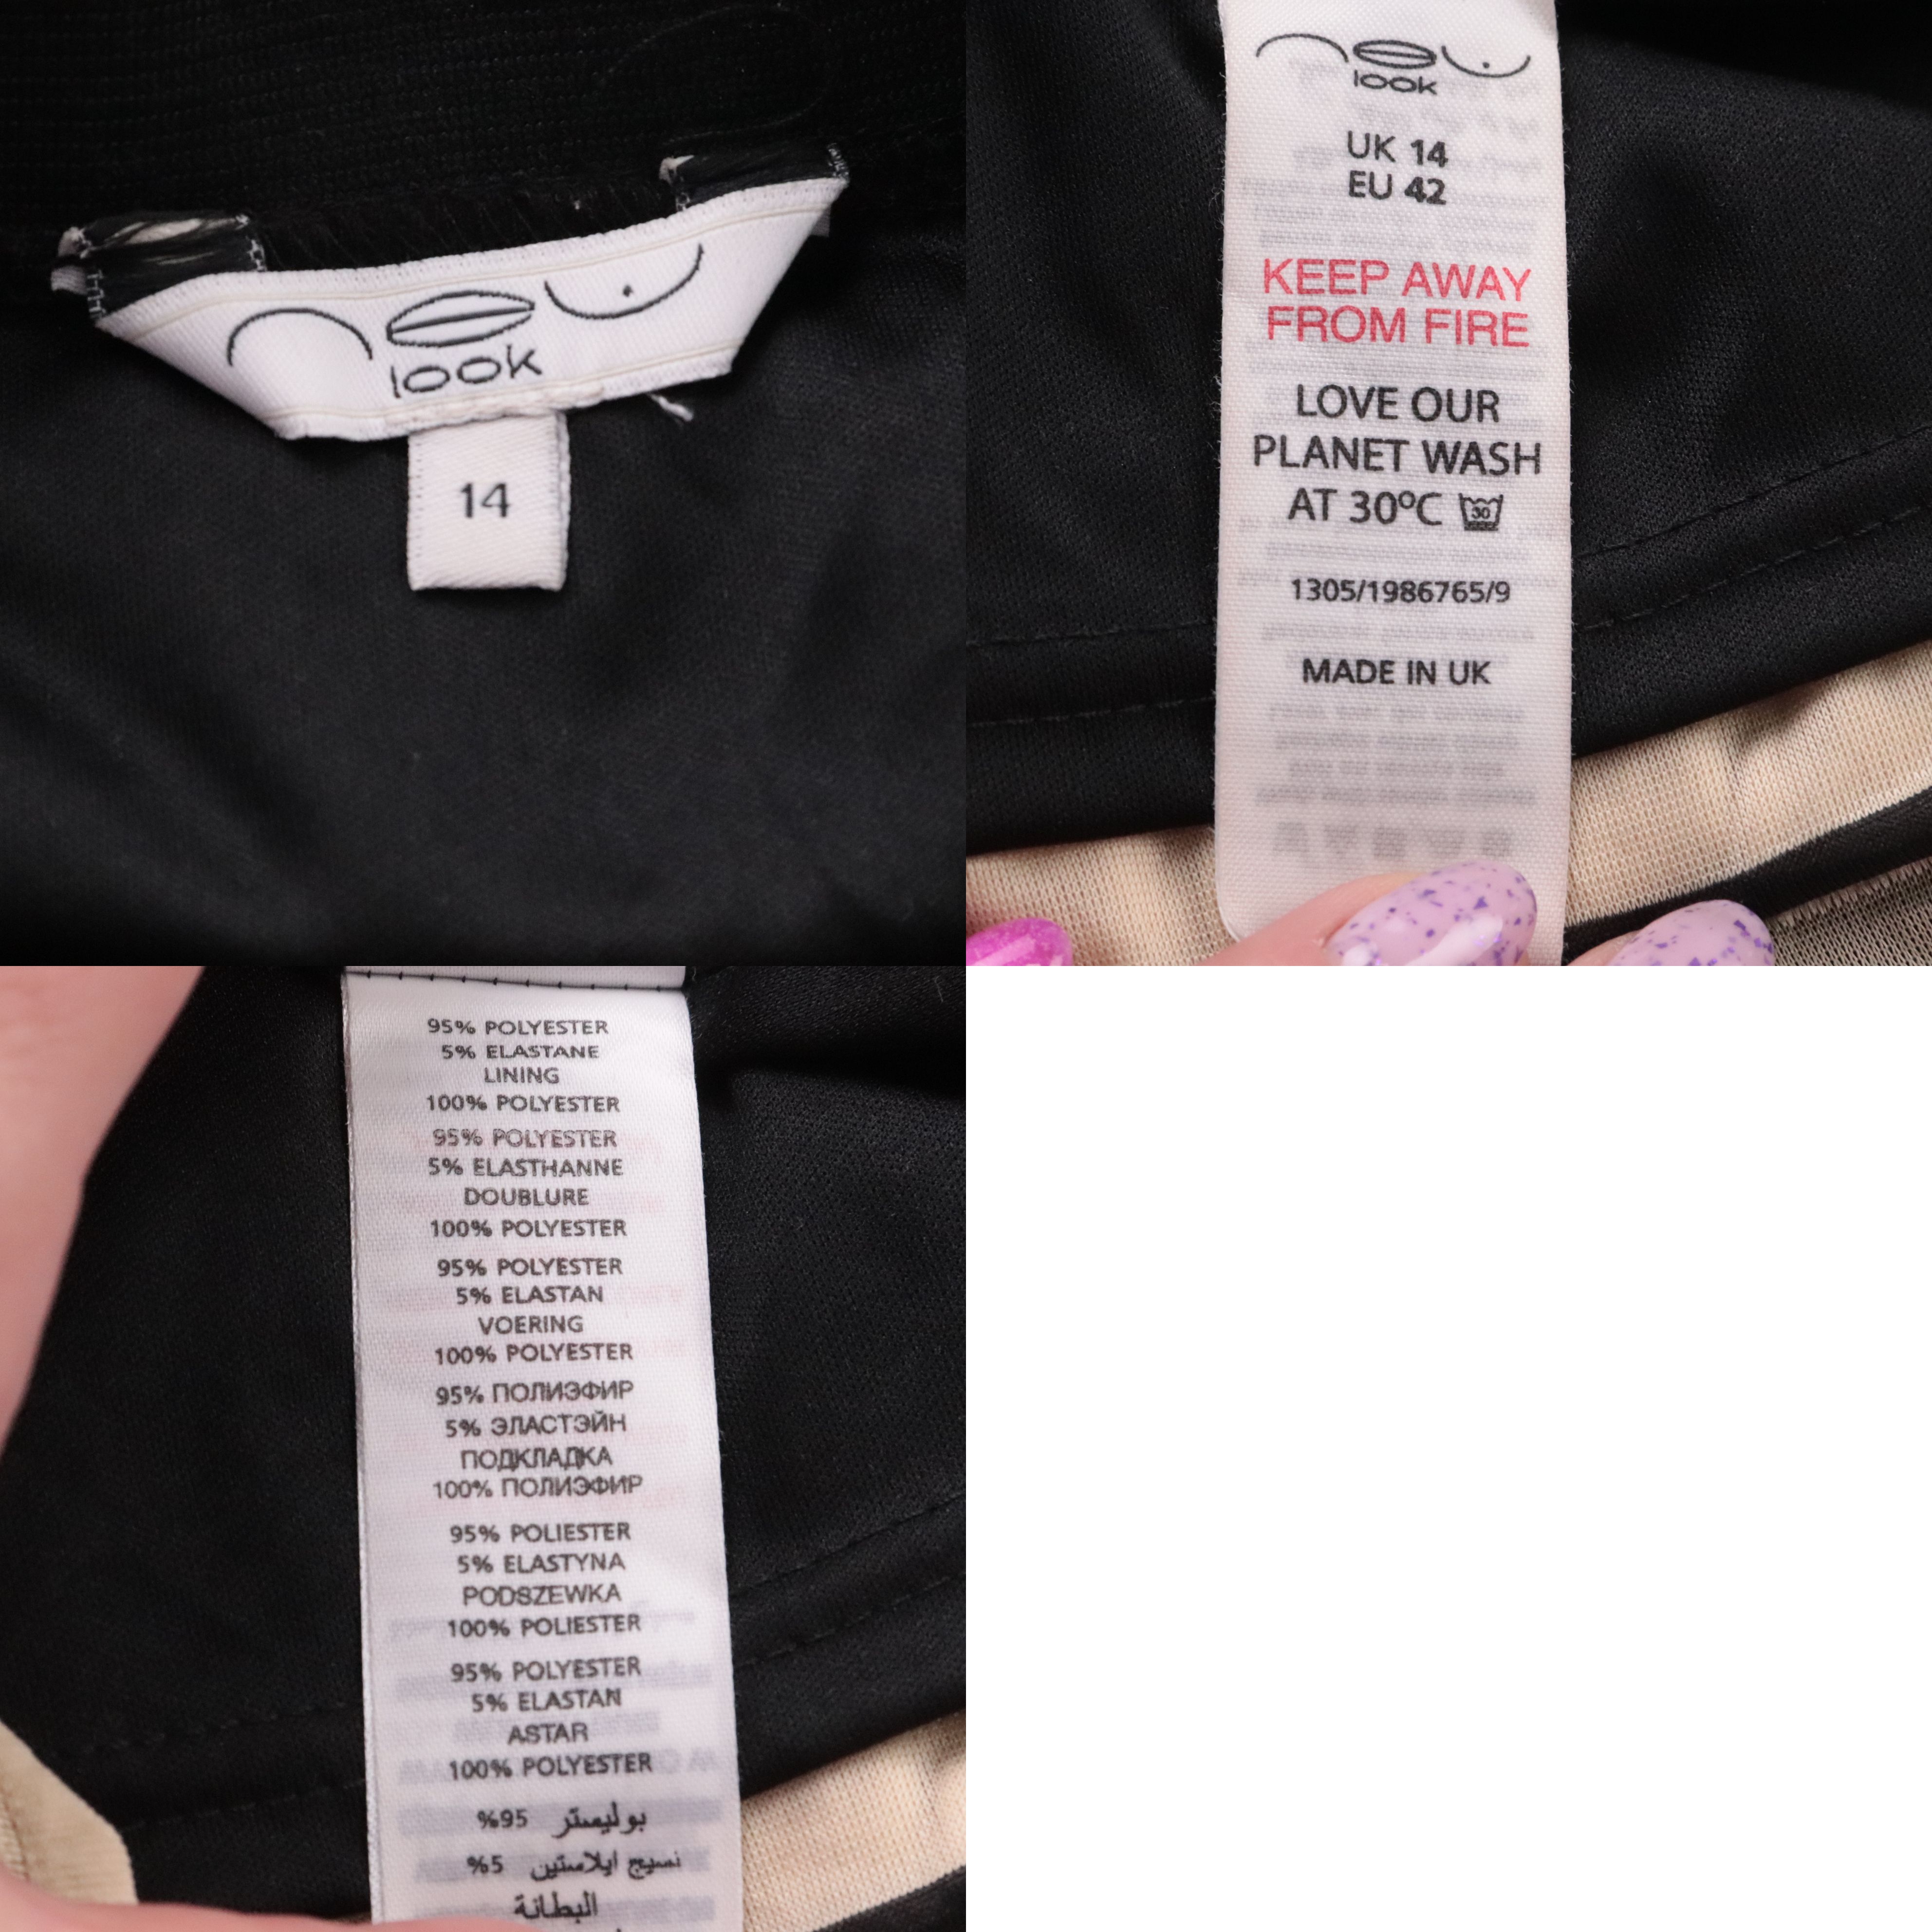 new
look
14
new
look
UK 14
EU 42
KEEP AWAY
FROM FIRE
LOVE OUR
PLANET WASH
AT 30ºC 30
1305/1986765/9
MADE IN UK
95% POLYESTER
5% ELASTANE
LINING
100% POLYESTER
95% POLYESTER
5% ELASTHANNE
DOUBLURE
100% POLYESTER
95% POLYESTER
5% ELASTAN
VOERING
100% POLYESTER
95% ПОЛИЭФИР
5% ЭЛАСТЭЙН
ПОДКЛАДКА
100% ПОЛИЭФИР
95% POLIESTER
5% ELASTYNA
PODSZEWKA
100% POLIESTER
95% POLYESTER
5% ELASTAN
ASTAR
100% POLYESTER
بوليستر 95%
نسيج ايلاستين 5%
البطانة